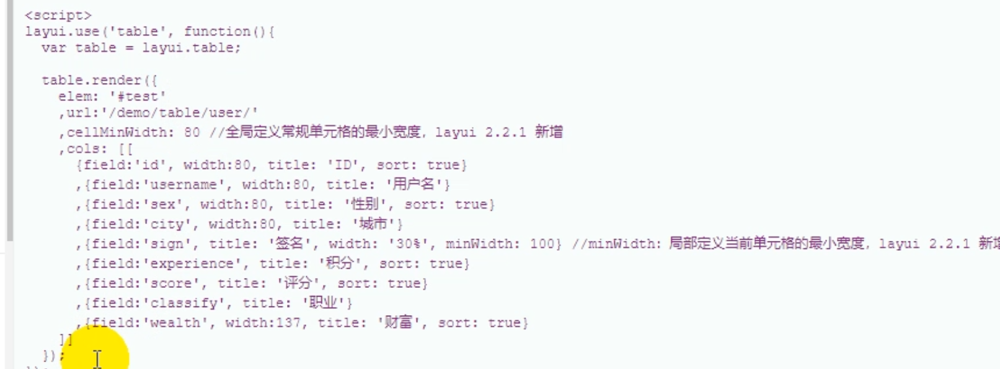 <script>
layui.use('table', function(){
  var table = layui.table;
  table.render({
    elem: '#test'
    ,url:'/demo/table/user/'
    ,cellMinWidth: 80 //全局定义常规单元格的最小宽度，layui 2.2.1 新增
    ,cols: [[
      {field:'id', width:80, title: 'ID', sort: true}
      ,{field:'username', width:80, title: '用户名'}
      ,{field:'sex', width:80, title: '性别', sort: true}
      ,{field:'city', width:80, title: '城市'}
      ,{field:'sign', title: '签名', width: '30%', minWidth: 100} //minWidth：局部定义当前单元格的最小宽度，layui 2.2.1 新增
      ,{field:'experience', title: '积分', sort: true}
      ,{field:'score', title: '评分', sort: true}
      ,{field:'classify', title: '职业'}
      ,{field:'wealth', width:137, title: '财富', sort: true}
    ]]
  });